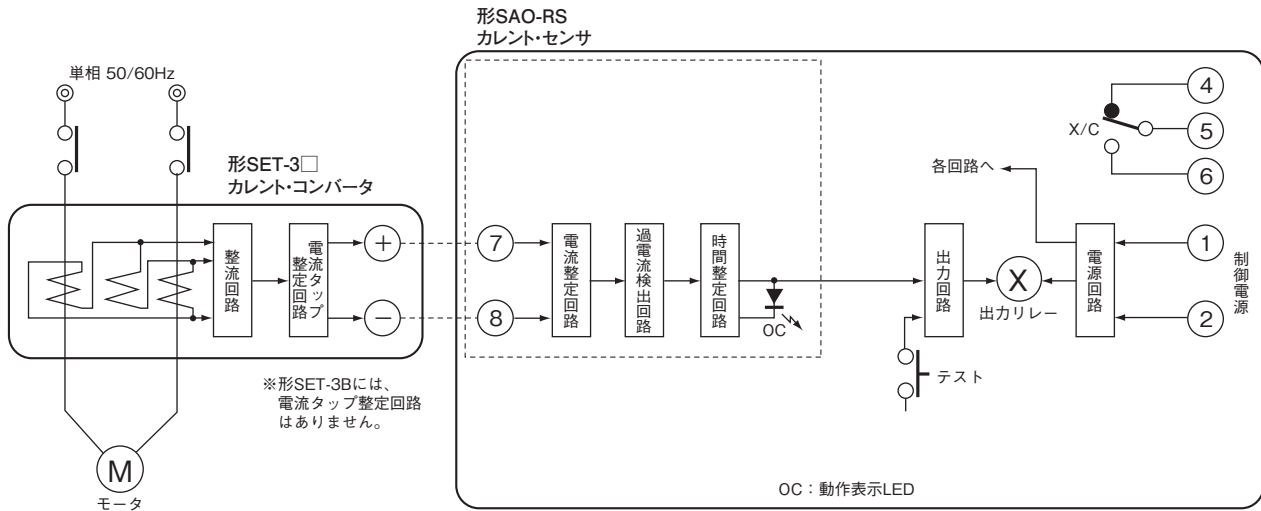 形SAO-RS
カレント・センサ
単相 50/60Hz
形SET-3□
カレント・コンバータ
整流回路
電流タップ
整定回路
+
−
※形SET-3Bには、
電流タップ整定回路
はありません。
M
モータ
7
8
電流整定回路
過電流検出回路
時間整定回路
OC
出力回路
テスト
X
出力リレー
電源回路
各回路へ
X/C
4
5
6
1
2
制御電源
OC：動作表示LED